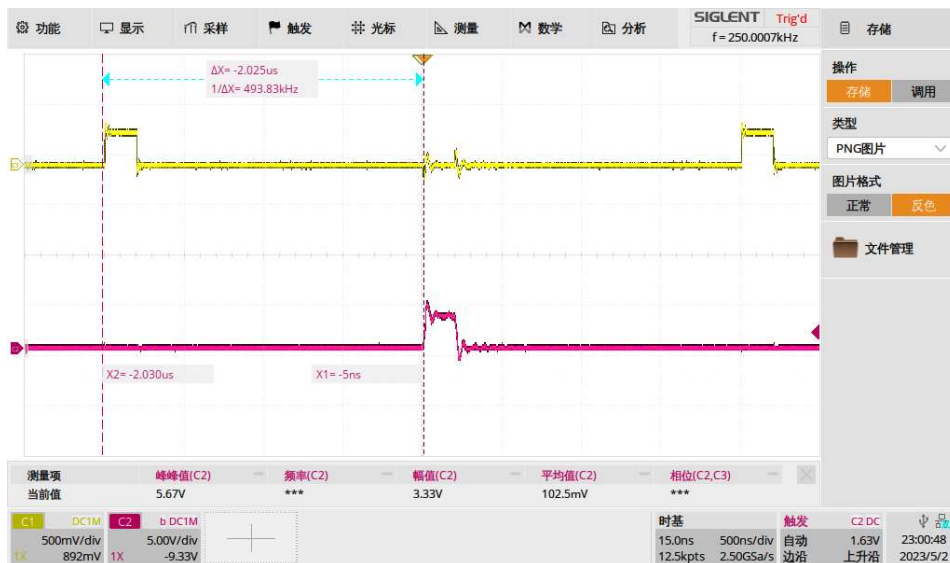 功能 显示 采样 触发 光标 测量 数学 分析 SIGLENT Trig'd 存储
f = 250.0007kHz
操作
ΔX= -2.025us
1/ΔX= 493.83kHz
存储 调用
类型
PNG图片
图片格式
正常 反色
文件管理
X2= -2.030us X1= -5ns
测量项 峰峰值(C2) 频率(C2) 幅值(C2) 平均值(C2) 相位(C2,C3)
当前值 5.67V *** 3.33V 102.5mV ***
C1 DC1M C2 b DC1M 时基 触发 C2 DC
500mV/div 5.00V/div 15.0ns 500ns/div 自动 1.63V 23:00:48
1X 892mV 1X -9.33V 12.5kpts 2.50GSa/s 边沿 上升沿 2023/5/2